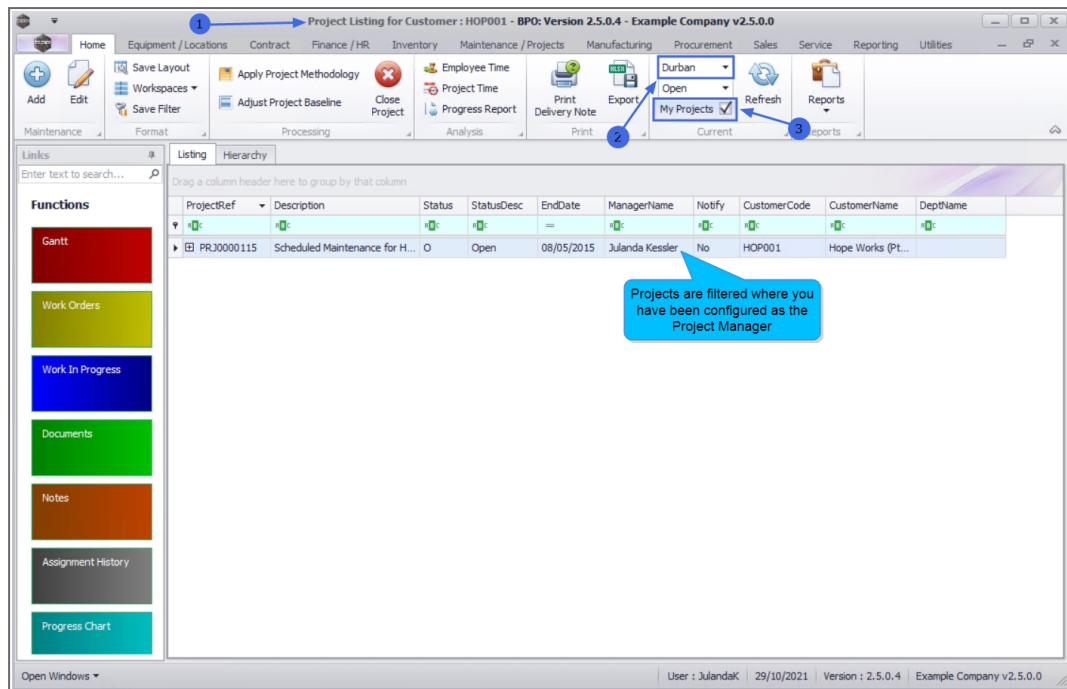 1
Project Listing for Customer : HOP001 - BPO: Version 2.5.0.4 - Example Company v2.5.0.0
Home Equipment / Locations Contract Finance / HR Inventory Maintenance / Projects Manufacturing Procurement Sales Service Reporting Utilities
Add
Edit
Save Layout
Workspaces
Save Filter
Apply Project Methodology
Adjust Project Baseline
Close Project
Employee Time
Project Time
Progress Report
Print Delivery Note
Export
Durban
Open
My Projects
Refresh
Reports
2
3
Maintenance Format Processing Analysis Print Current Reports
Links
Listing Hierarchy
Enter text to search...
Drag a column header here to group by that column
Functions
ProjectRef Description Status StatusDesc EndDate ManagerName Notify CustomerCode CustomerName DeptName
PRJ0000115 Scheduled Maintenance for H... O Open 08/05/2015 Julanda Kessler No HOP001 Hope Works (Pt...
Projects are filtered where you
have been configured as the
Project Manager
Gantt
Work Orders
Work In Progress
Documents
Notes
Assignment History
Progress Chart
Open Windows
User : JulandaK 29/10/2021 Version : 2.5.0.4 Example Company v2.5.0.0